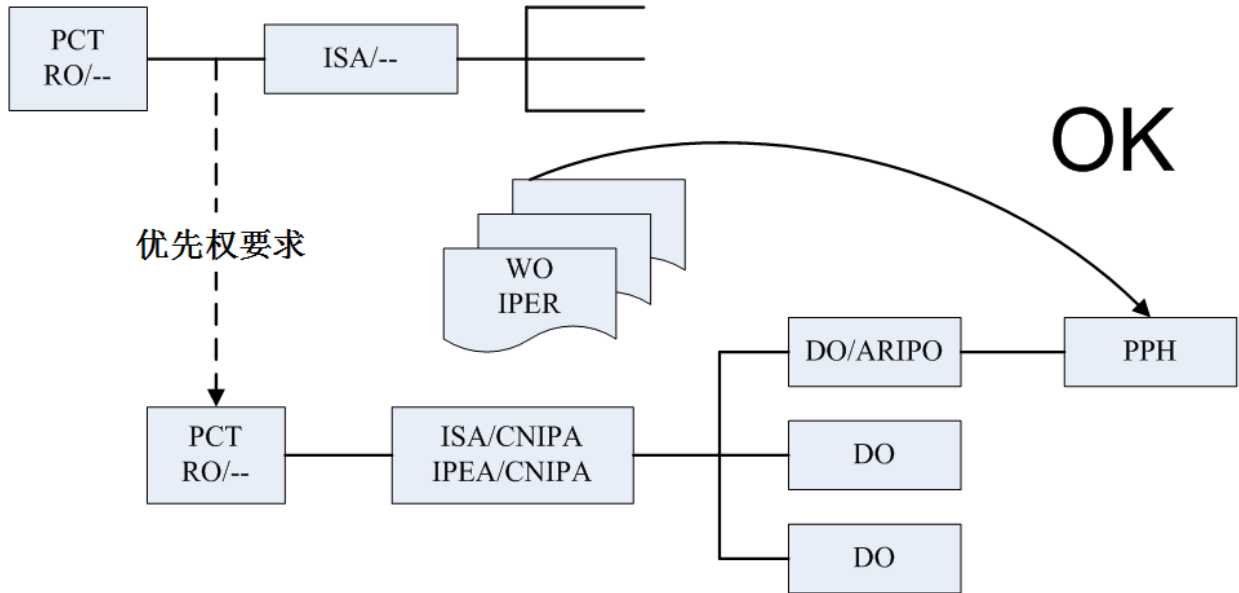 PCT
RO/--
ISA/--
OK
优先权要求
WO
IPER
DO/ARIPO
PPH
PCT
RO/--
ISA/CNIPA
IPEA/CNIPA
DO
DO